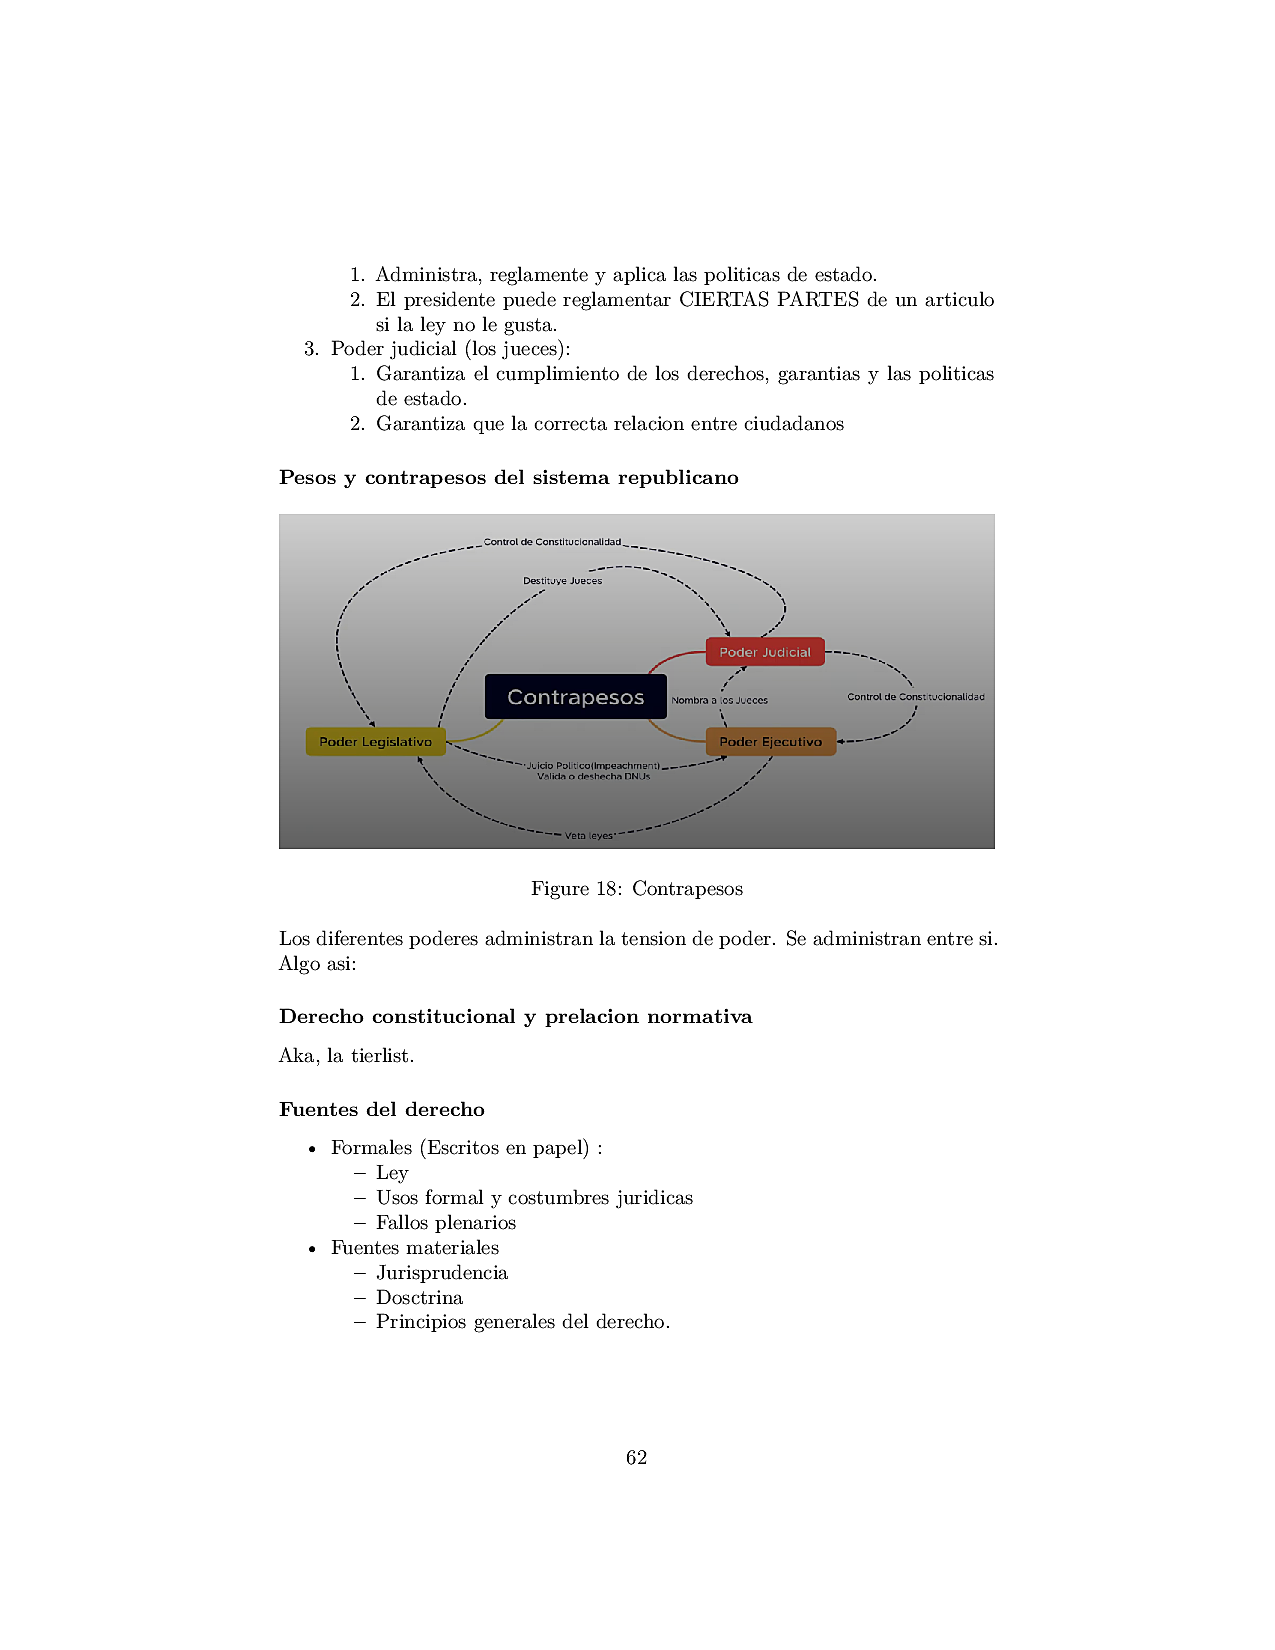 1. Administra, reglamente y aplica las politicas de estado.
2. El presidente puede reglamentar CIERTAS PARTES de un articulo
si la ley no le gusta.
3. Poder judicial (los jueces):
1. Garantiza el cumplimiento de los derechos, garantias y las politicas
de estado.
2. Garantiza que la correcta relacion entre ciudadanos
Pesos y contrapesos del sistema republicano
Control de Constitucionalidad
Destituye Jueces
Poder Judicial
Contrapesos
Nombra a los Jueces
Control de Constitucionalidad
Poder Legislativo
Poder Ejecutivo
Juicio Politico(Impeachment)
Valida o deshecha DNUs
Veta leyes
Figure 18: Contrapesos
Los diferentes poderes administran la tension de poder. Se administran entre si.
Algo asi:
Derecho constitucional y prelacion normativa
Aka, la tierlist.
Fuentes del derecho
• Formales (Escritos en papel) :
– Ley
– Usos formal y costumbres juridicas
– Fallos plenarios
• Fuentes materiales
– Jurisprudencia
– Dosctrina
– Principios generales del derecho.
62